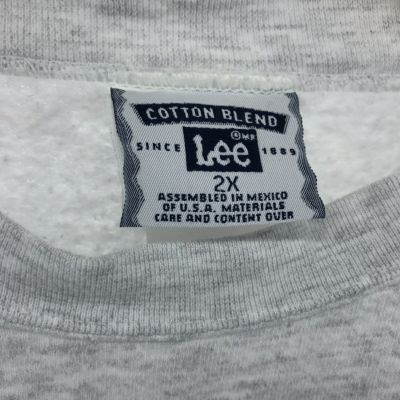 COTTON BLEND
® MR
SINCE Lee 1889
2X
ASSEMBLED IN MEXICO
OF U.S.A. MATERIALS
CARE AND CONTENT OVER